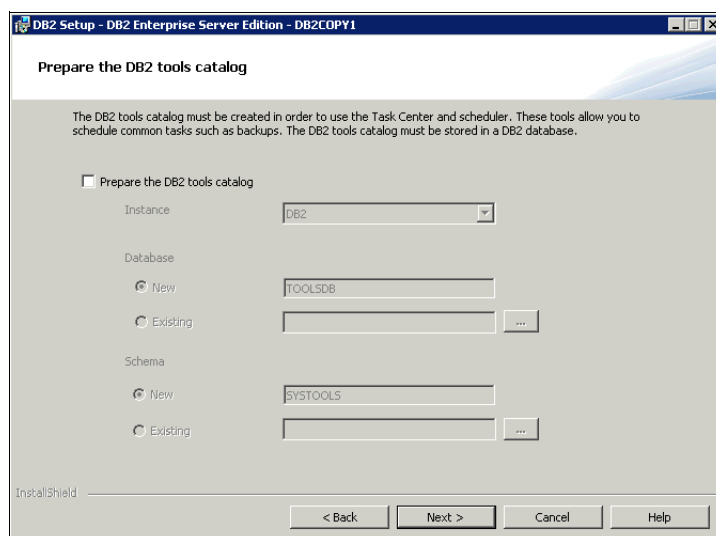 DB2 Setup - DB2 Enterprise Server Edition - DB2COPY1
Prepare the DB2 tools catalog
The DB2 tools catalog must be created in order to use the Task Center and scheduler. These tools allow you to
schedule common tasks such as backups. The DB2 tools catalog must be stored in a DB2 database.
Prepare the DB2 tools catalog
Instance
DB2
Database
New
TOOLSDB
Existing
...
Schema
New
SYSTOOLS
Existing
...
InstallShield
< Back
Next >
Cancel
Help